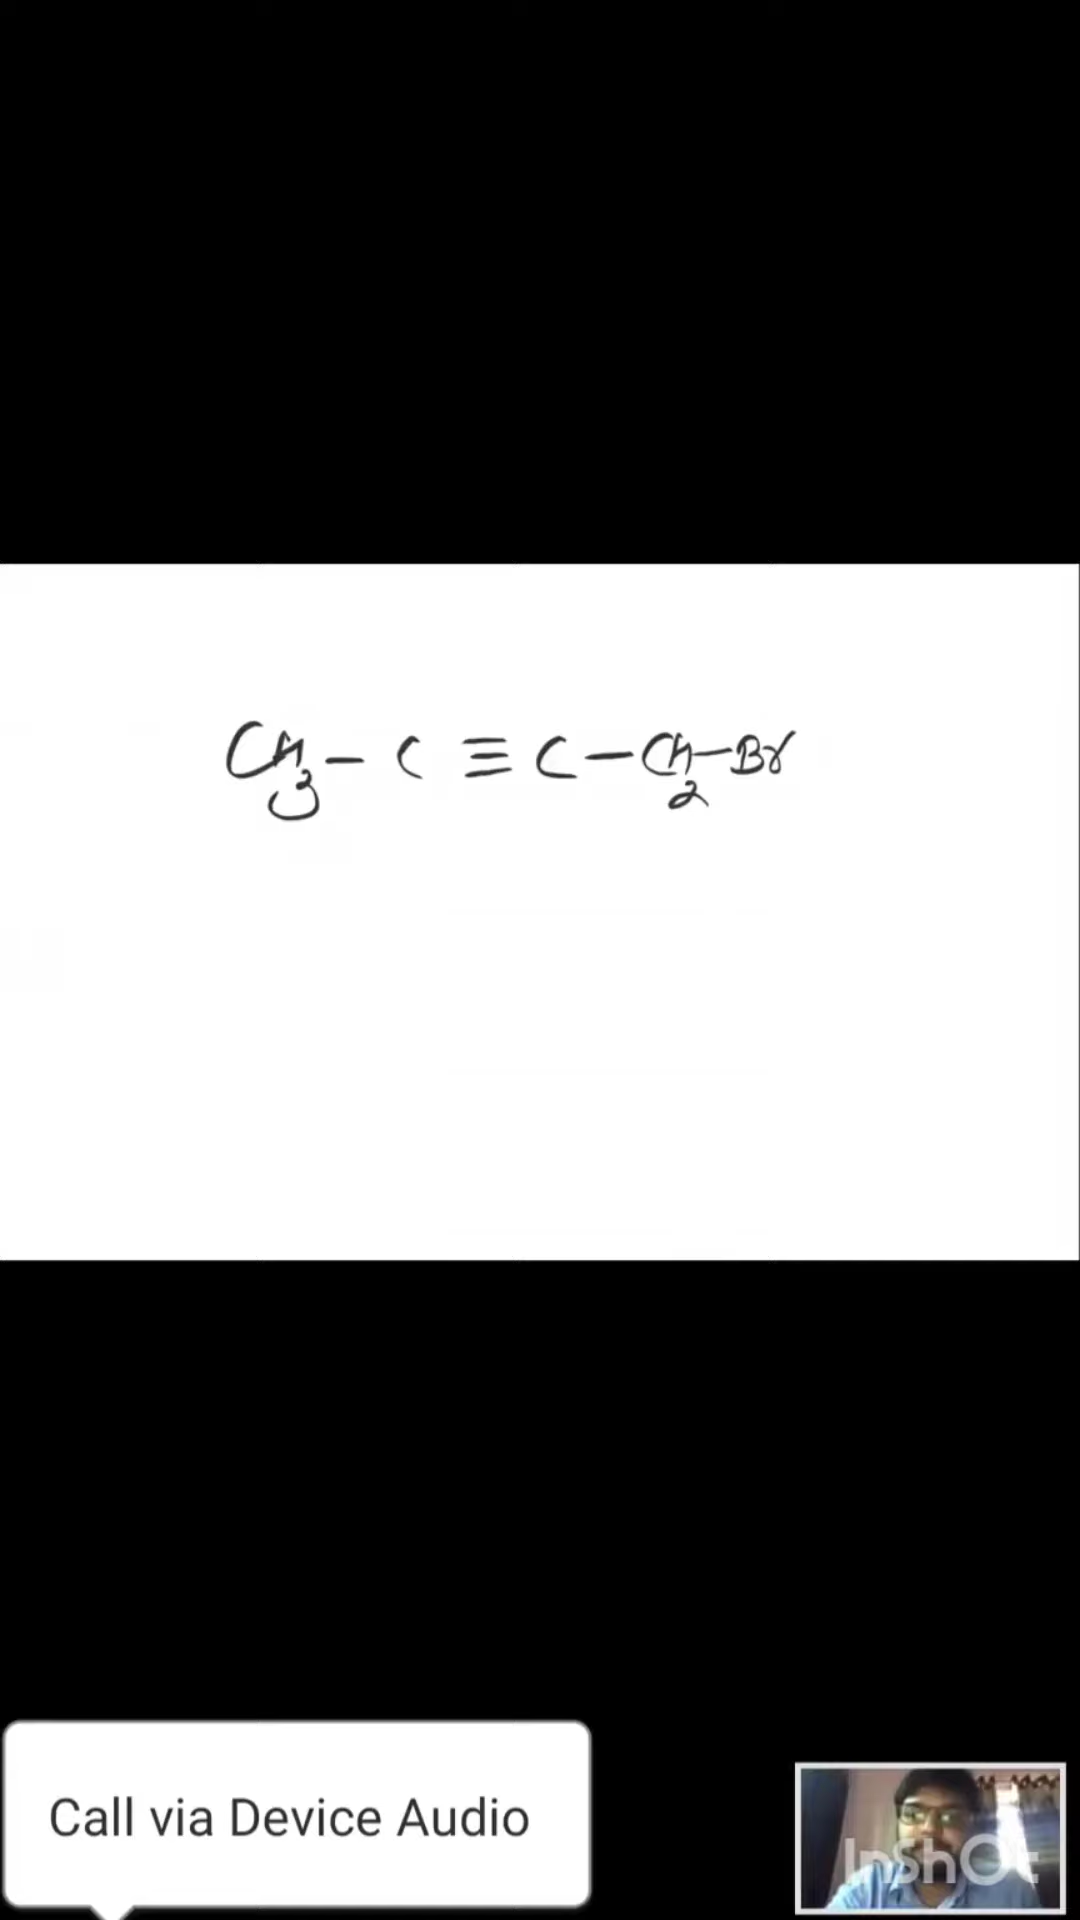 CH₃ – C ≡ C – CH₂ – Br
Call via Device Audio
InShOt